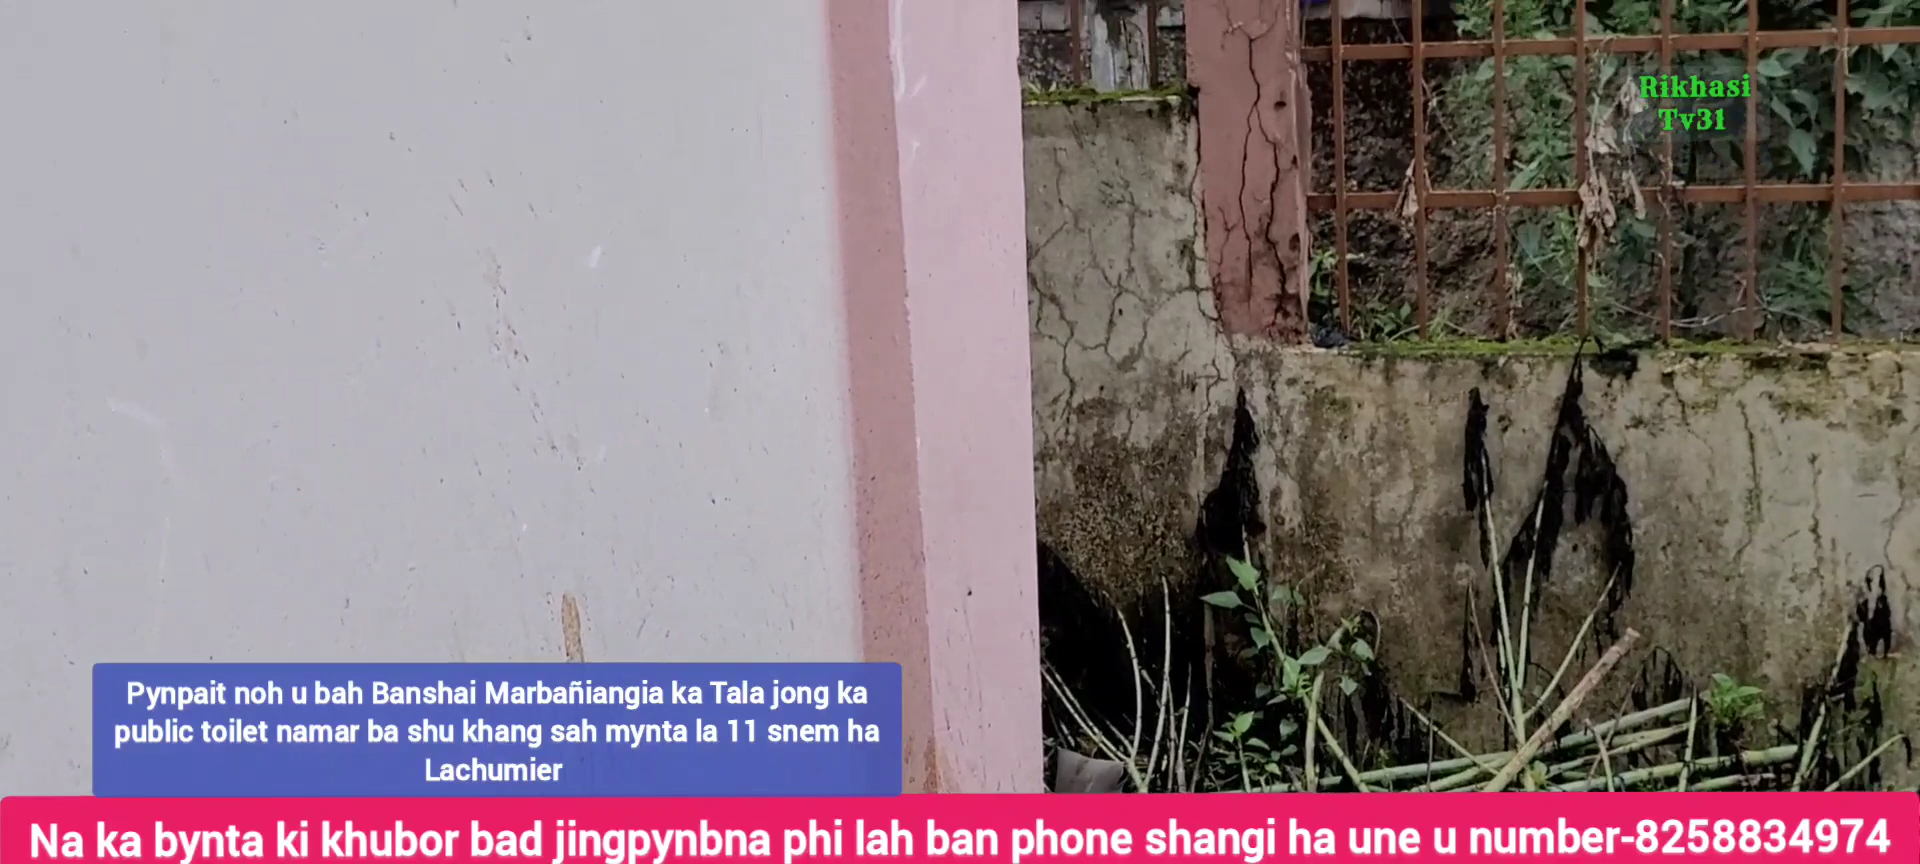 Rikhasi
Tv31
Pynpait noh u bah Banshai Marbañiangia ka Tala jong ka
public toilet namar ba shu khang sah mynta la 11 snem ha
Lachumier
Na ka bynta ki khubor bad jingpynbna phi lah ban phone shangi ha une u number-8258834974